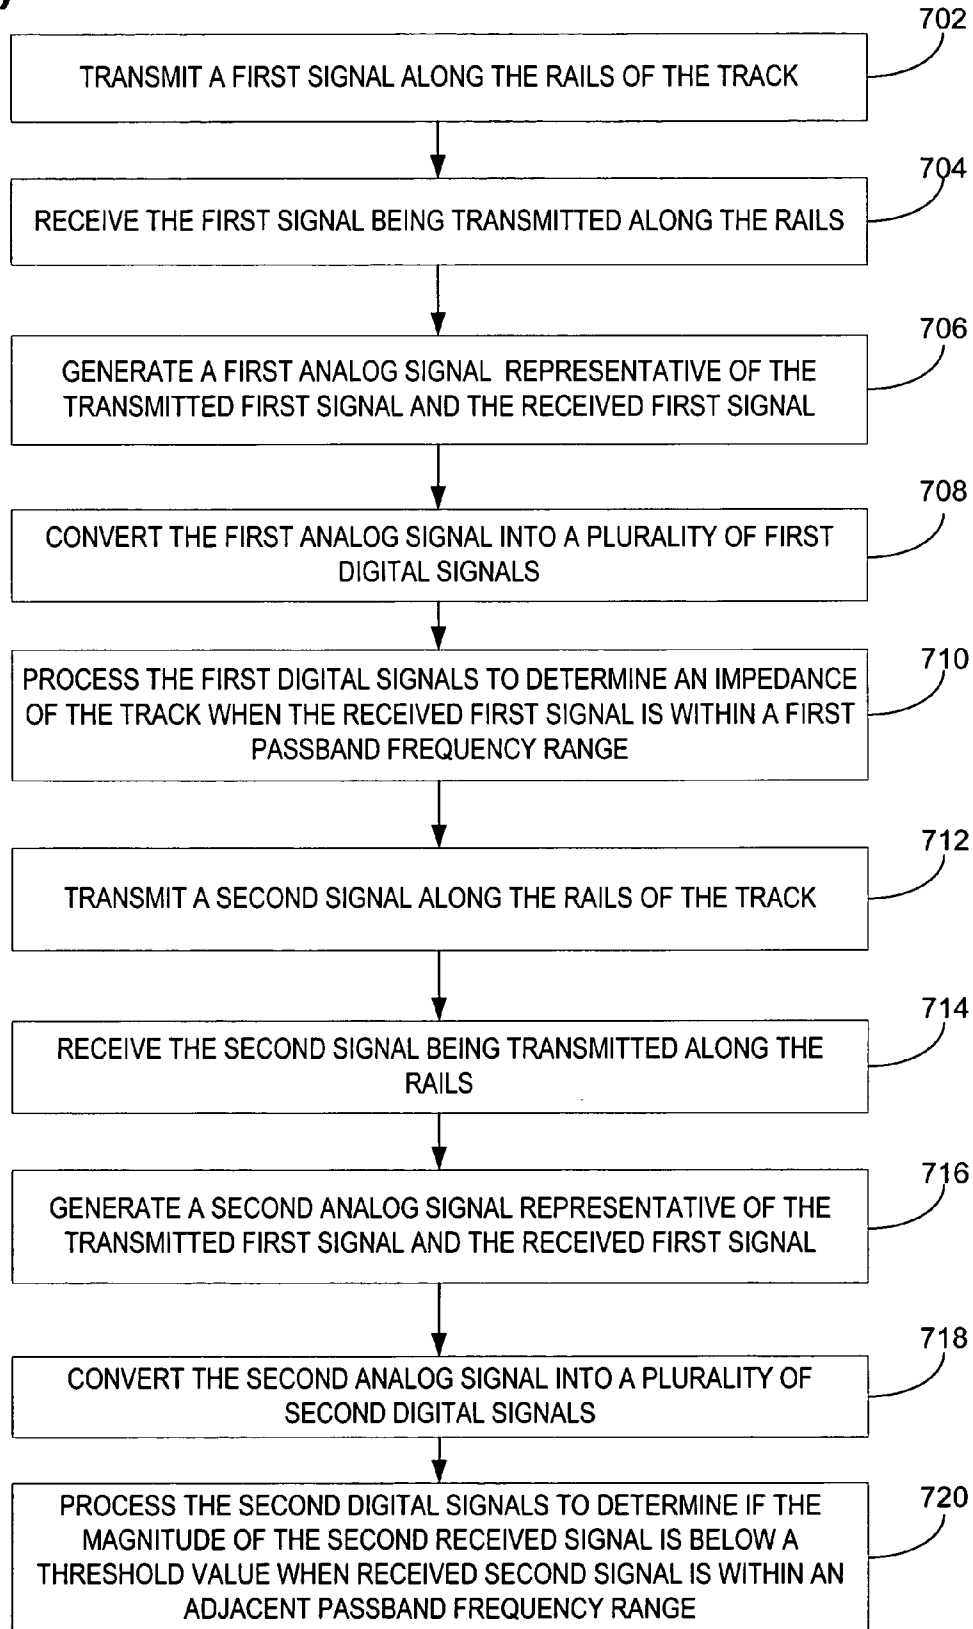 702
TRANSMIT A FIRST SIGNAL ALONG THE RAILS OF THE TRACK
704
RECEIVE THE FIRST SIGNAL BEING TRANSMITTED ALONG THE RAILS
706
GENERATE A FIRST ANALOG SIGNAL REPRESENTATIVE OF THE
TRANSMITTED FIRST SIGNAL AND THE RECEIVED FIRST SIGNAL
708
CONVERT THE FIRST ANALOG SIGNAL INTO A PLURALITY OF FIRST
DIGITAL SIGNALS
710
PROCESS THE FIRST DIGITAL SIGNALS TO DETERMINE AN IMPEDANCE
OF THE TRACK WHEN THE RECEIVED FIRST SIGNAL IS WITHIN A FIRST
PASSBAND FREQUENCY RANGE
712
TRANSMIT A SECOND SIGNAL ALONG THE RAILS OF THE TRACK
714
RECEIVE THE SECOND SIGNAL BEING TRANSMITTED ALONG THE
RAILS
716
GENERATE A SECOND ANALOG SIGNAL REPRESENTATIVE OF THE
TRANSMITTED FIRST SIGNAL AND THE RECEIVED FIRST SIGNAL
718
CONVERT THE SECOND ANALOG SIGNAL INTO A PLURALITY OF
SECOND DIGITAL SIGNALS
720
PROCESS THE SECOND DIGITAL SIGNALS TO DETERMINE IF THE
MAGNITUDE OF THE SECOND RECEIVED SIGNAL IS BELOW A
THRESHOLD VALUE WHEN RECEIVED SECOND SIGNAL IS WITHIN AN
ADJACENT PASSBAND FREQUENCY RANGE